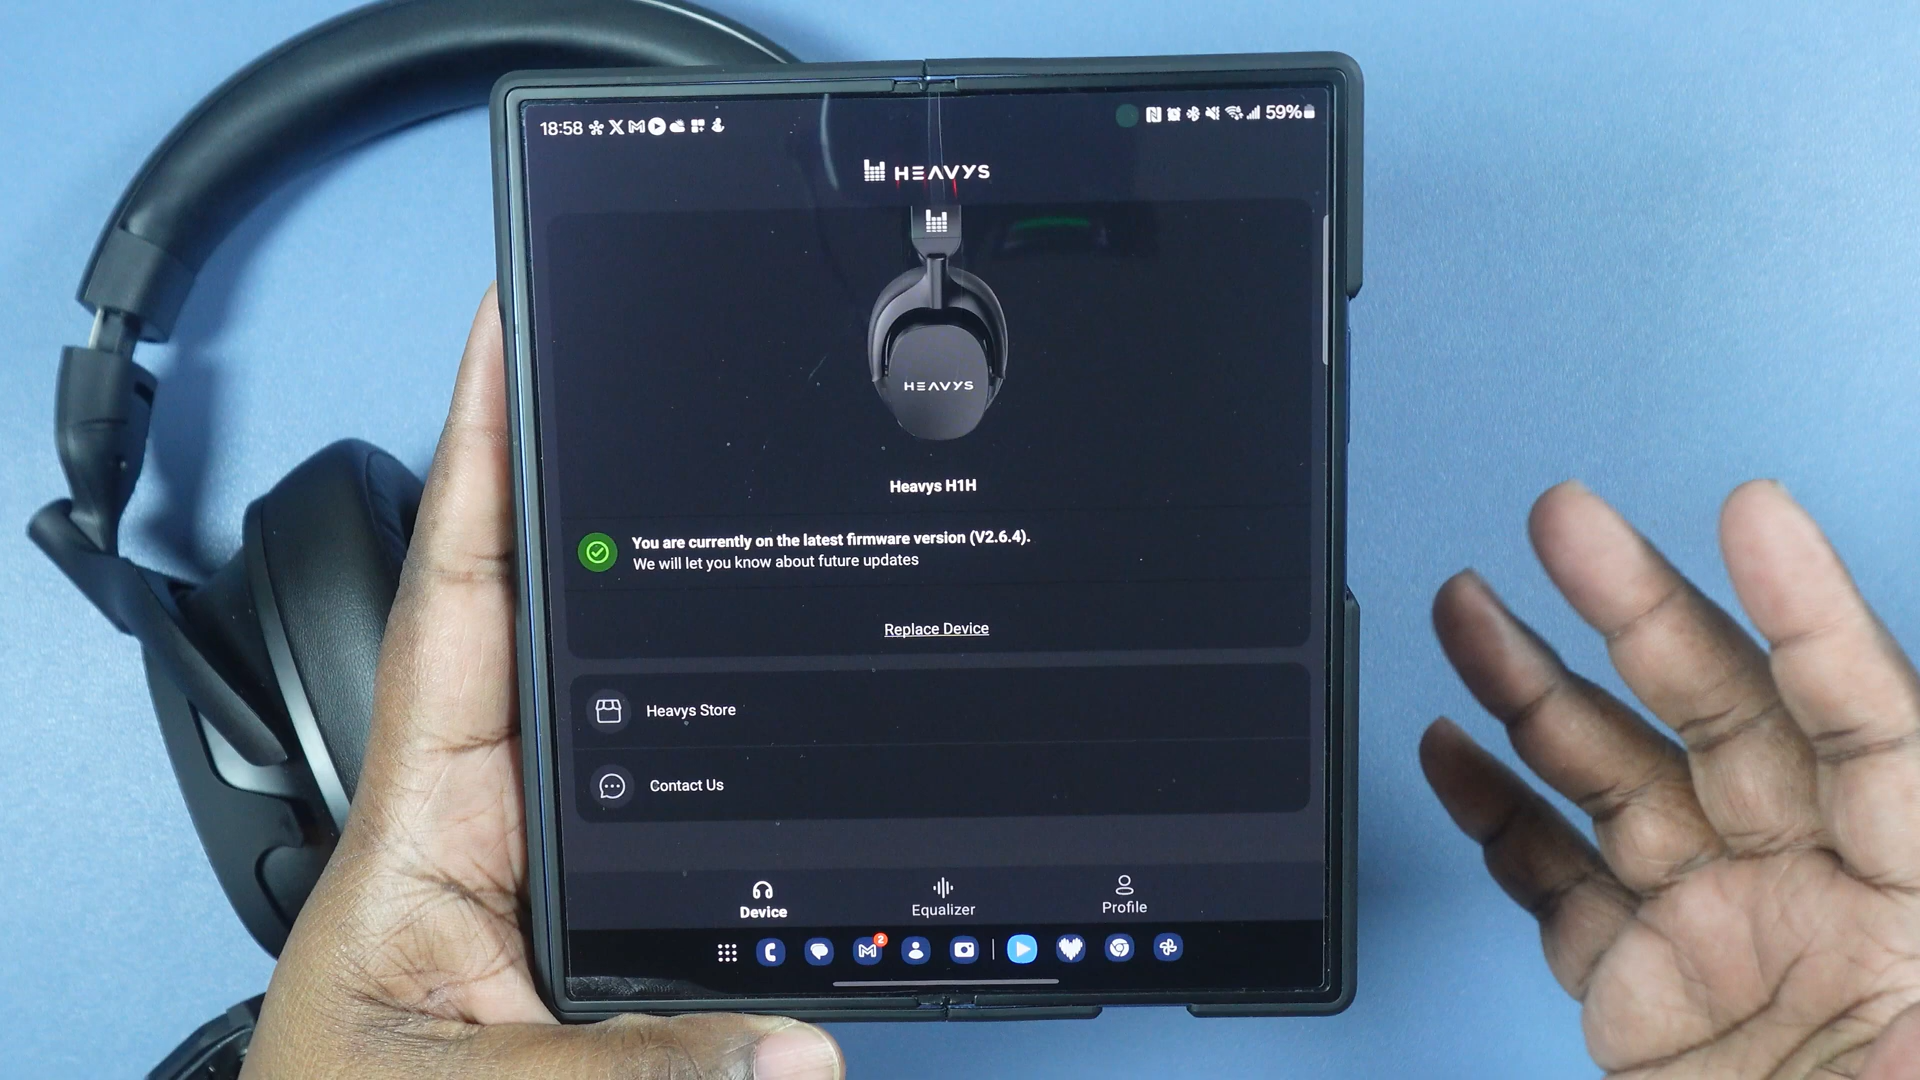 18:58
59%
HEAVYS
HEAVYS
Heavys H1H
You are currently on the latest firmware version (V2.6.4).
We will let you know about future updates
Replace Device
Heavys Store
Contact Us
Device
Equalizer
Profile
2